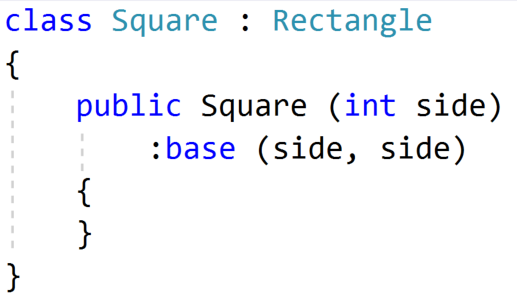 class Square : Rectangle
{
    public Square (int side)
        :base (side, side)
    {
    }
}